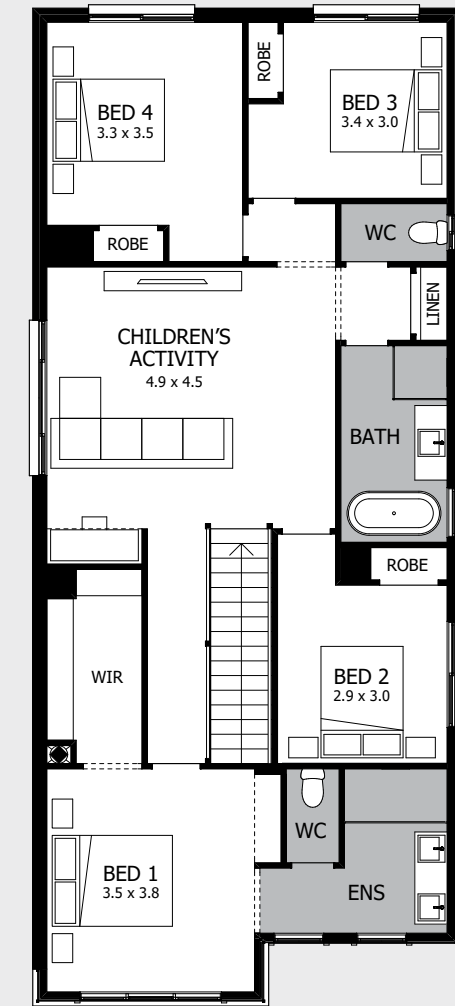 BED 4
3.3 x 3.5
ROBE
BED 3
3.4 x 3.0
WC
ROBE
LINEN
CHILDREN'S
ACTIVITY
4.9 x 4.5
BATH
ROBE
WIR
BED 2
2.9 x 3.0
WC
BED 1
3.5 x 3.8
ENS